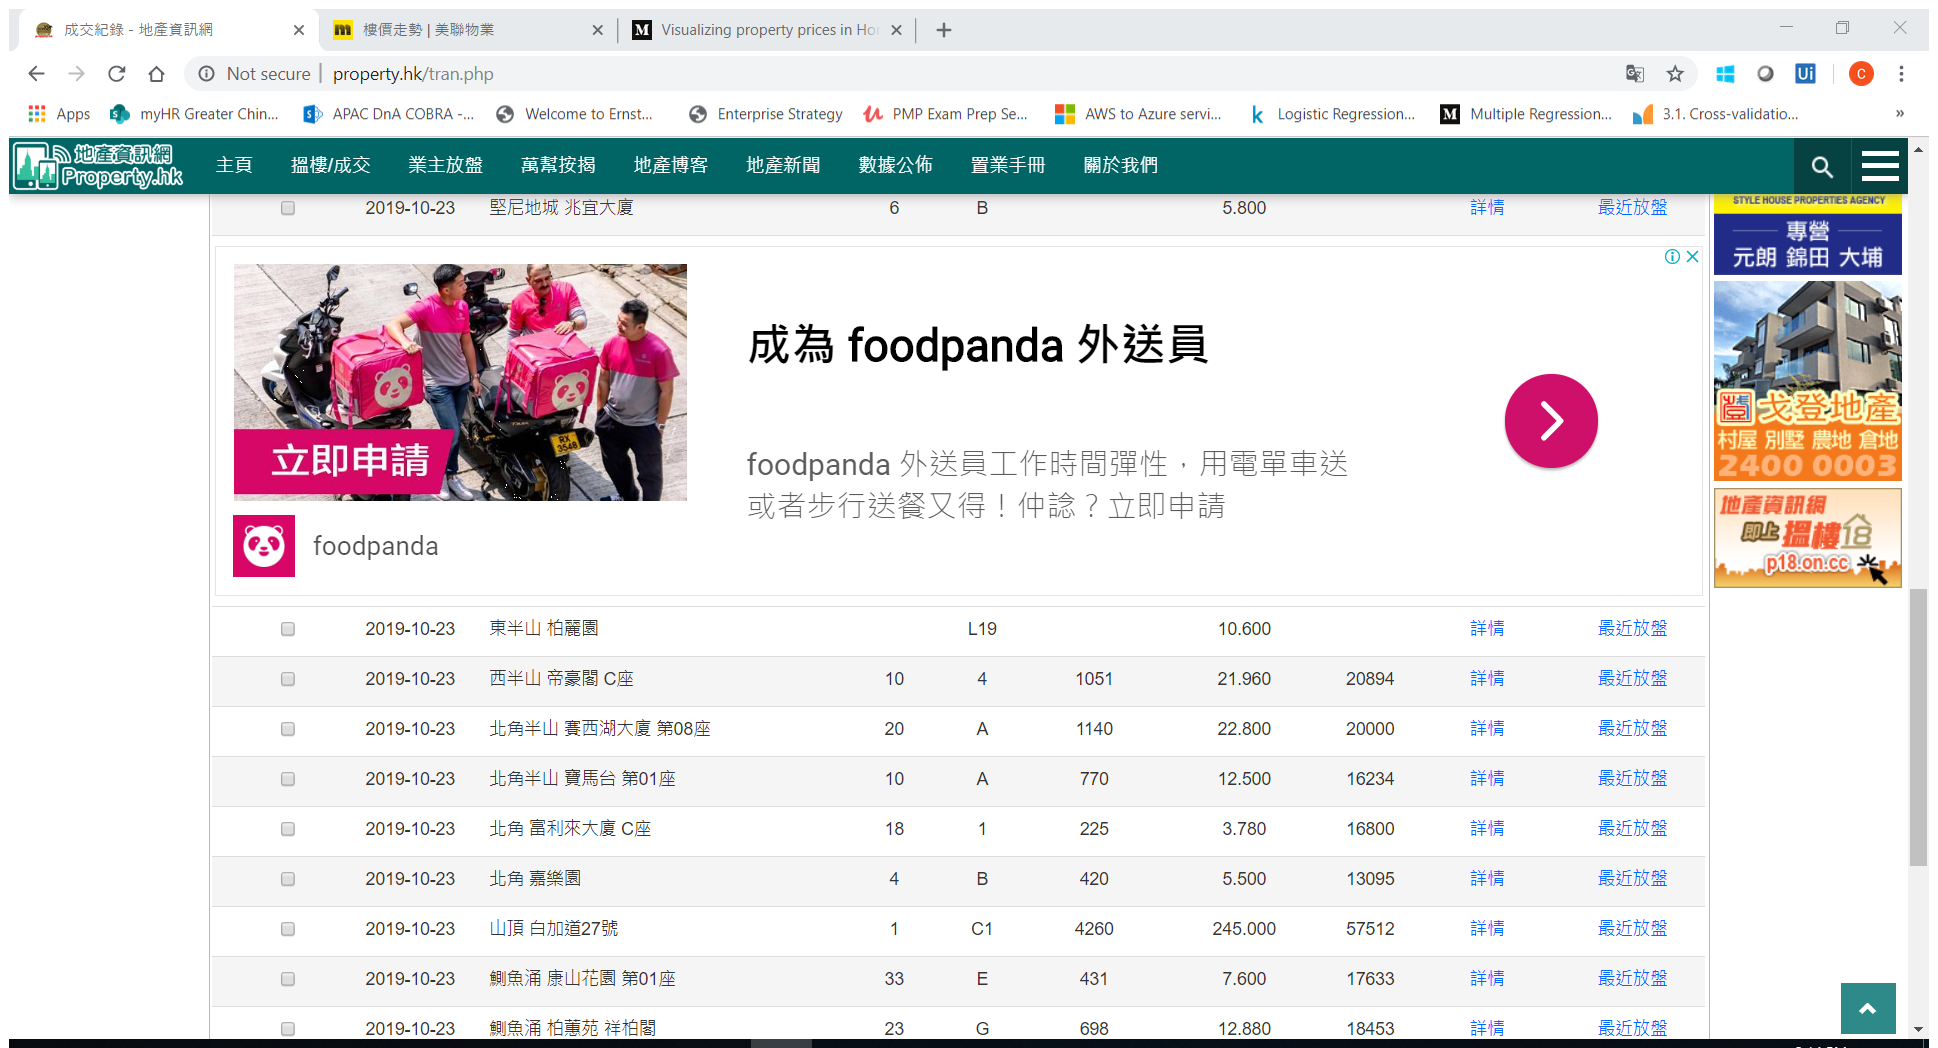 成交紀錄 - 地產資訊網
樓價走勢 | 美聯物業
Visualizing property prices in Hon
Not secure | property.hk/tran.php
Apps
myHR Greater Chin...
APAC DnA COBRA -...
Welcome to Ernst...
Enterprise Strategy
PMP Exam Prep Se...
AWS to Azure servi...
Logistic Regression...
Multiple Regression...
3.1. Cross-validatio...
»
地產資訊網
Property.hk
主頁 搵樓/成交 業主放盤 萬幫按揭 地產博客 地產新聞 數據公佈 置業手冊 關於我們
2019-10-23 堅尼地城 兆宜大廈 6 B 5.800 詳情 最近放盤
成為 foodpanda 外送員
foodpanda 外送員工作時間彈性，用電單車送
或者步行送餐又得！仲諗？立即申請
立即申請
foodpanda
2019-10-23 東半山 柏麗園 L19 10.600 詳情 最近放盤
2019-10-23 西半山 帝豪閣 C座 10 4 1051 21.960 20894 詳情 最近放盤
2019-10-23 北角半山 賽西湖大廈 第08座 20 A 1140 22.800 20000 詳情 最近放盤
2019-10-23 北角半山 寶馬台 第01座 10 A 770 12.500 16234 詳情 最近放盤
2019-10-23 北角 富利來大廈 C座 18 1 225 3.780 16800 詳情 最近放盤
2019-10-23 北角 嘉樂園 4 B 420 5.500 13095 詳情 最近放盤
2019-10-23 山頂 白加道27號 1 C1 4260 245.000 57512 詳情 最近放盤
2019-10-23 鰂魚涌 康山花園 第01座 33 E 431 7.600 17633 詳情 最近放盤
2019-10-23 鰂魚涌 柏蕙苑 祥柏閣 23 G 698 12.880 18453 詳情 最近放盤
STYLE HOUSE PROPERTIES AGENCY
專營
元朗 錦田 大埔
戈登地產
村屋 別墅 農地 倉地
2400 0003
地產資訊網
即上搵樓18
p18.on.cc